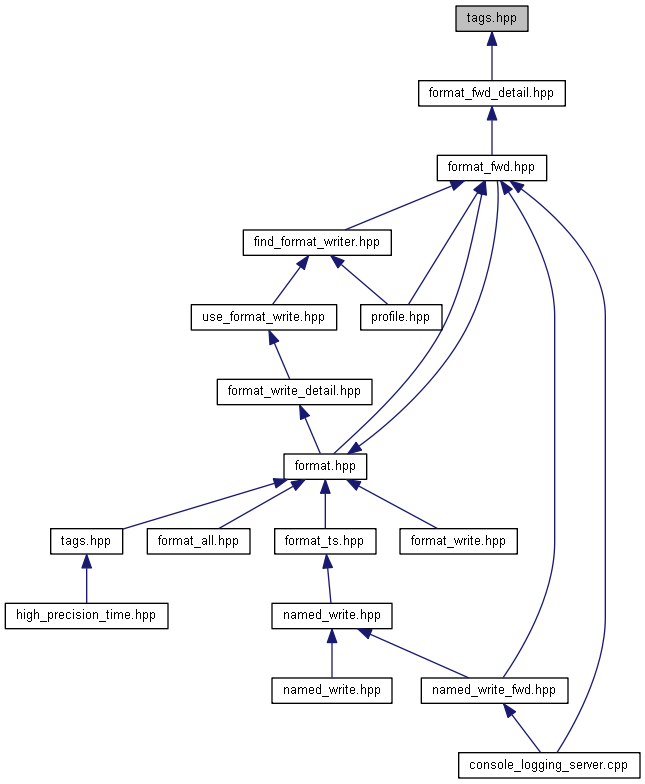 tags.hpp
format_fwd_detail.hpp
format_fwd.hpp
find_format_writer.hpp
use_format_write.hpp
profile.hpp
format_write_detail.hpp
format.hpp
tags.hpp
format_all.hpp
format_ts.hpp
format_write.hpp
high_precision_time.hpp
named_write.hpp
named_write.hpp
named_write_fwd.hpp
console_logging_server.cpp